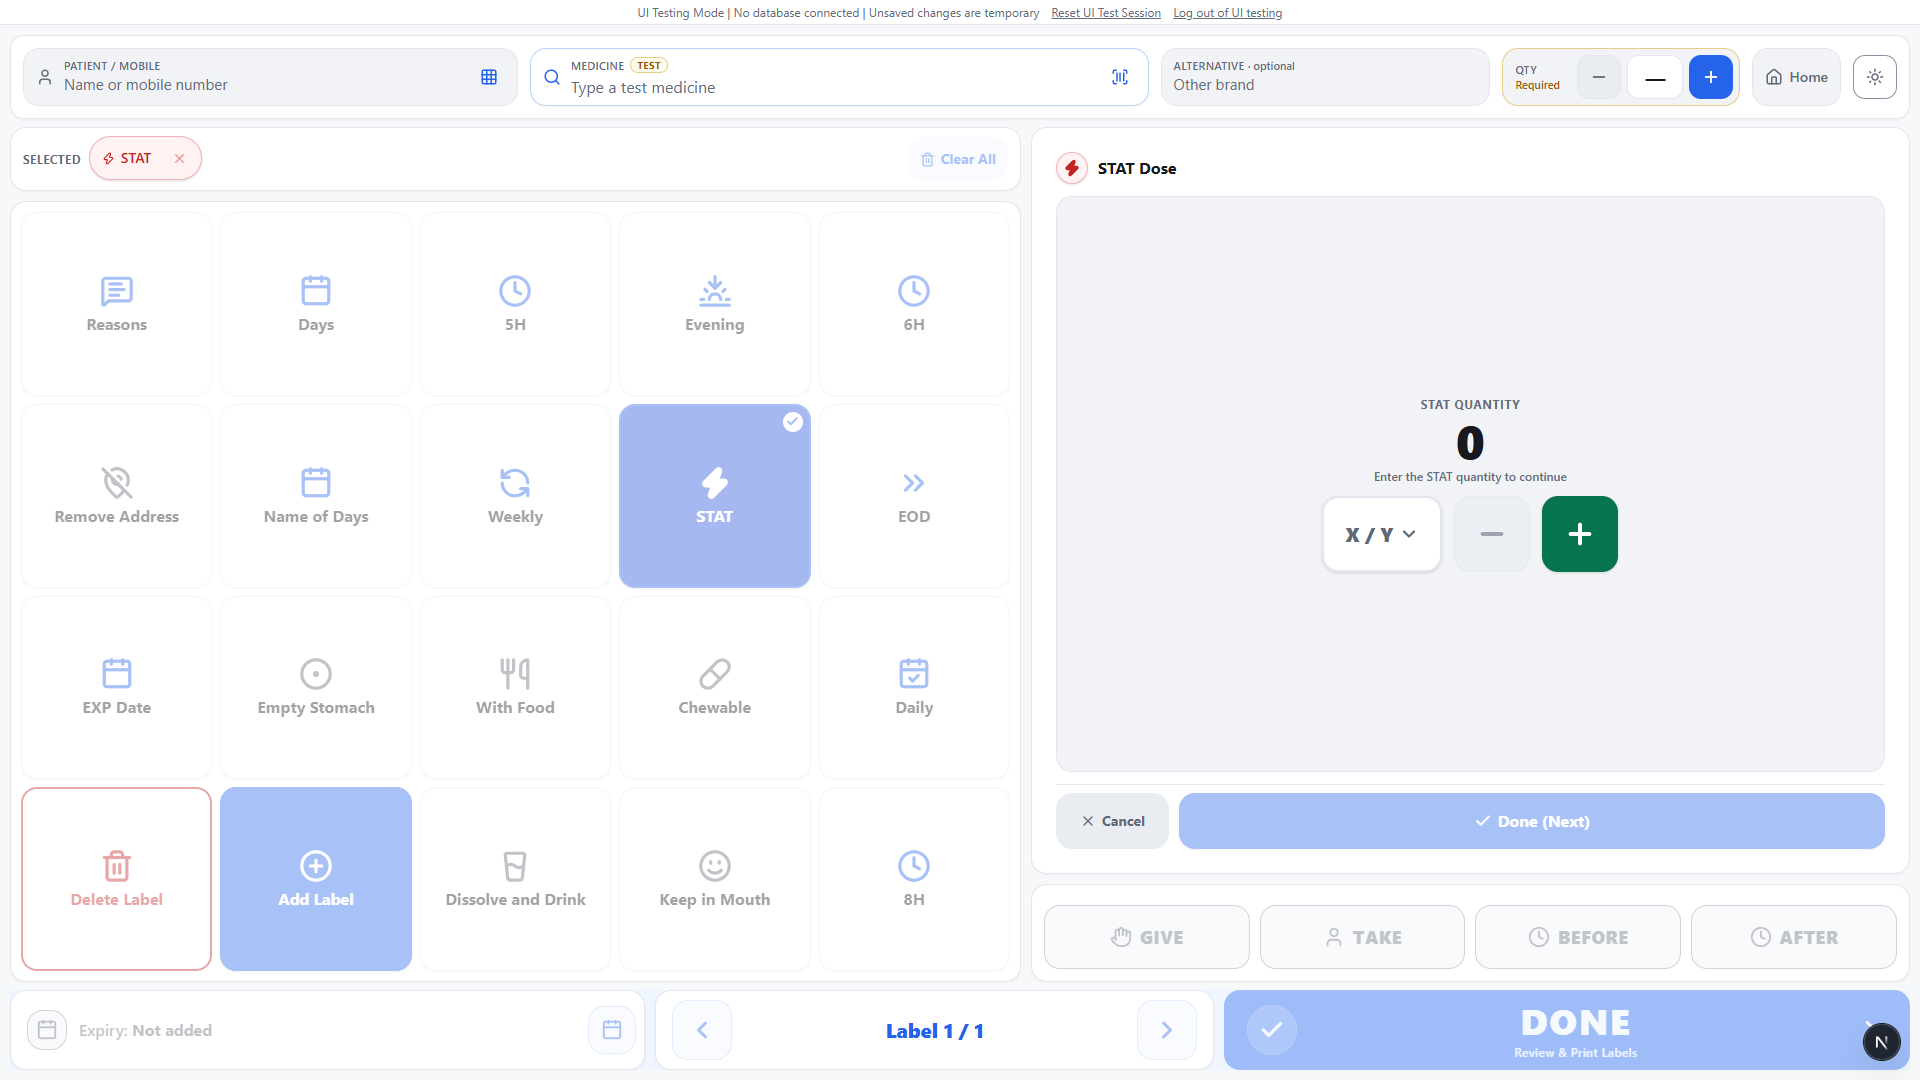 UI Testing Mode | No database connected | Unsaved changes are temporary Reset UI Test Session Log out of UI testing
PATIENT / MOBILE
Name or mobile number
MEDICINE TEST
Type a test medicine
ALTERNATIVE · optional
Other brand
QTY
Required
—
Home
SELECTED STAT
Clear All
Reasons
Days
5H
Evening
6H
Remove Address
Name of Days
Weekly
STAT
EOD
EXP Date
Empty Stomach
With Food
Chewable
Daily
Delete Label
Add Label
Dissolve and Drink
Keep in Mouth
8H
STAT Dose
STAT QUANTITY
0
Enter the STAT quantity to continue
X / Y
Cancel
Done (Next)
GIVE
TAKE
BEFORE
AFTER
Expiry: Not added
Label 1 / 1
DONE
Review & Print Labels
N